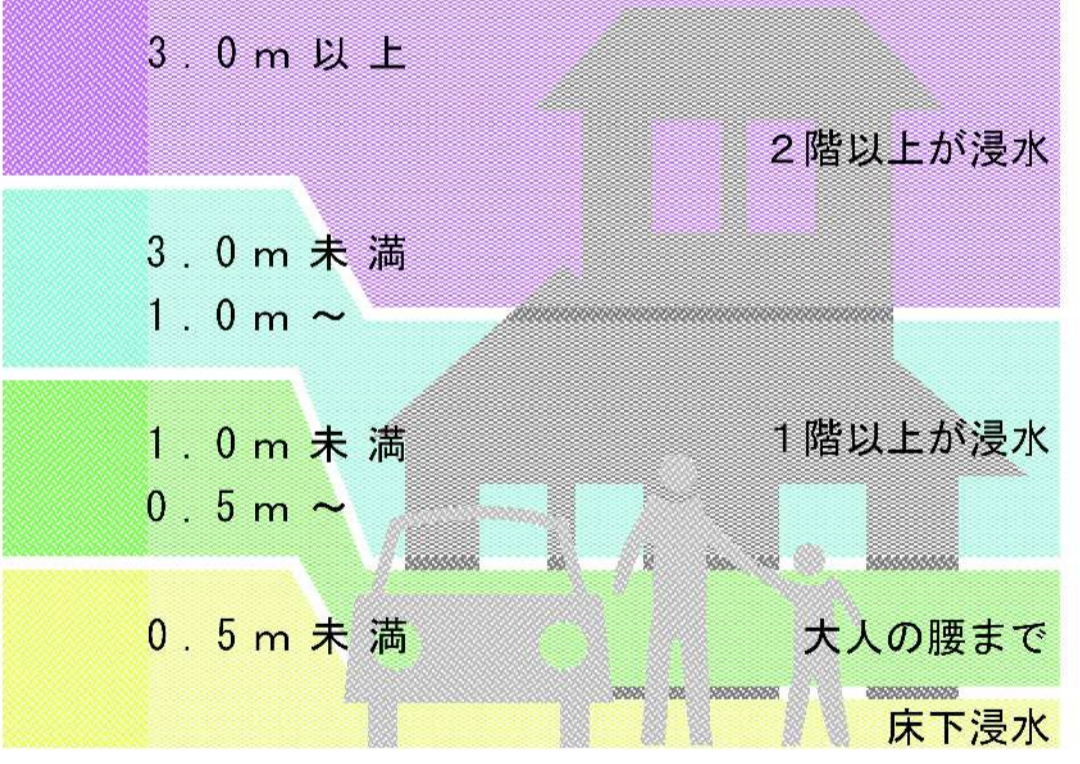 ３.０ｍ以上
２階以上が浸水
３.０ｍ未満
１.０ｍ～
１階以上が浸水
１.０ｍ未満
０.５ｍ～
大人の腰まで
０.５ｍ未満
床下浸水